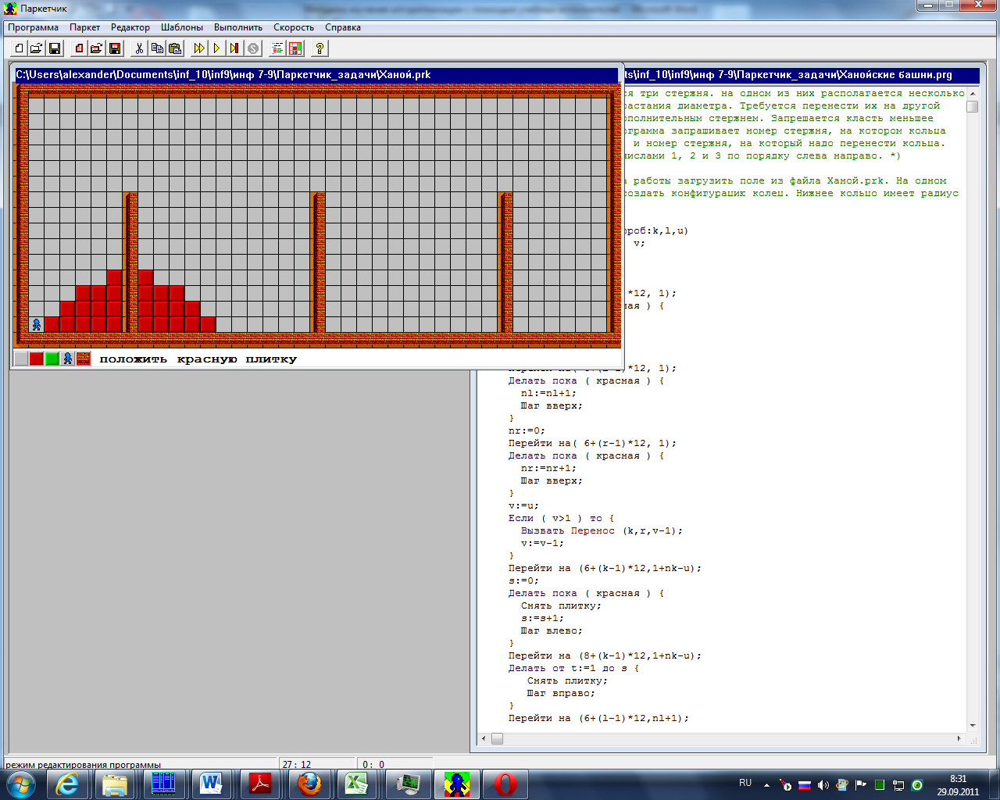 Паркетчик
Программа Паркет Редактор Шаблоны Выполнить Скорость Справка
C:\Users\alexander\Documents\inf_10\inf9\инф 7-9\Паркетчик_задачи\Ханой.prk
положить красную плитку
ts\inf_10\inf9\инф 7-9\Паркетчик_задачи\Ханойские башни.prg
ся три стержня. на одном из них располагается несколько
растания диаметра. Требуется перенести их на другой
ополнительным стержнем. Запрешается класть меньшее
ограмма запрашивает номер стержня, на котором кольца
и номер стержня, на который надо перенести кольца.
числами 1, 2 и 3 по порядку слева направо. *)
а работы загрузить поле из файла Ханой.prk. На одном
создать конфигурацию колец. Нижнее кольцо имеет радиус
роб:k,l,u)
v;
*12, 1);
ная ) {
*12, 1);
Делать пока ( красная ) {
nl:=nl+1;
Шаг вверх;
}
nr:=0;
Перейти на( 6+(r-1)*12, 1);
Делать пока ( красная ) {
nr:=nr+1;
Шаг вверх;
}
v:=u;
Если ( v>1 ) то {
Вызвать Перенос (k,r,v-1);
v:=v-1;
}
Перейти на (6+(k-1)*12,1+nk-u);
s:=0;
Делать пока ( красная ) {
Снять плитку;
s:=s+1;
Шаг влево;
}
Перейти на (8+(k-1)*12,1+nk-u);
Делать от t:=1 до s {
Снять плитку;
Шаг вправо;
}
Перейти на (6+(l-1)*12,nl+1);
режим редактирования программы 27 : 12 0 : 0
RU
8:31
29.09.2011